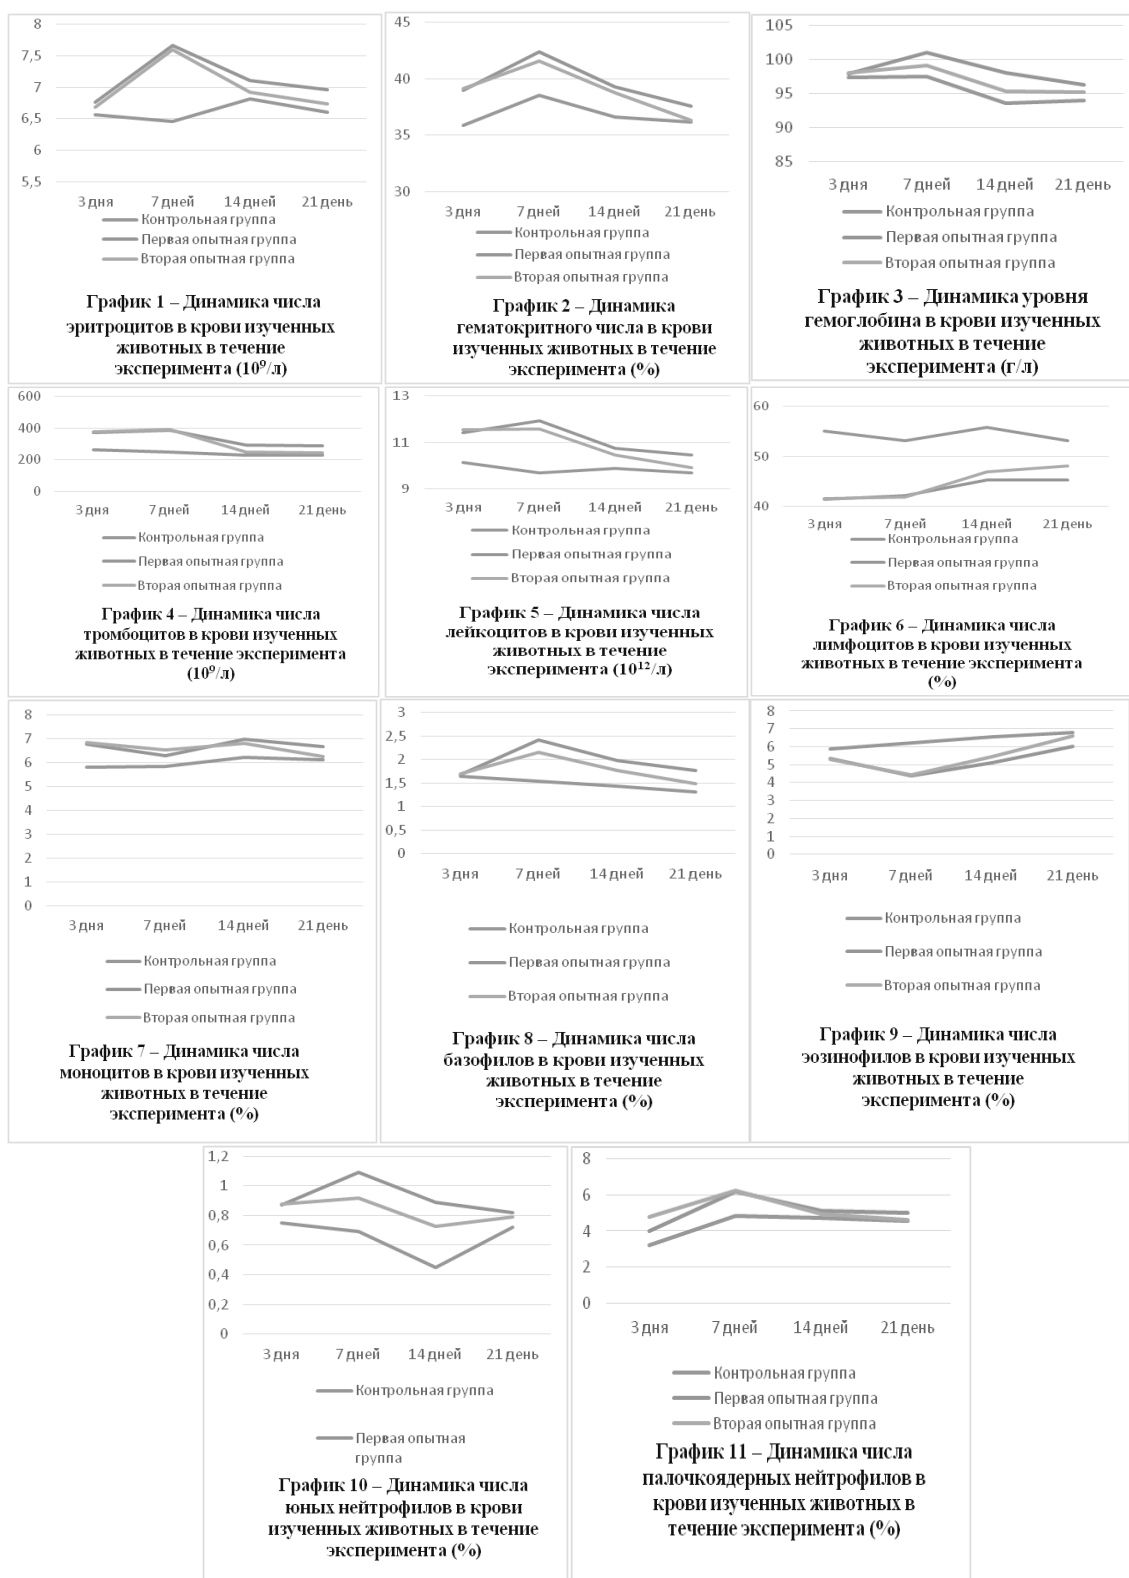 8
7,5
7
6,5
6
5,5
3 дня 7 дней 14 дней 21 день
Контрольная группа
Первая опытная группа
Вторая опытная группа
График 1 – Динамика числа
эритроцитов в крови изученных
животных в течение
эксперимента (10⁹/л)
45
40
35
30
3 дня 7 дней 14 дней 21 день
Контрольная группа
Первая опытная группа
Вторая опытная группа
График 2 – Динамика
гематокритного числа в крови
изученных животных в течение
эксперимента (%)
105
100
95
90
85
3 дня 7 дней 14 дней 21 день
Контрольная группа
Первая опытная группа
Вторая опытная группа
График 3 – Динамика уровня
гемоглобина в крови изученных
животных в течение
эксперимента (г/л)
600
400
200
0
3 дня 7 дней 14 дней 21 день
Контрольная группа
Первая опытная группа
Вторая опытная группа
График 4 – Динамика числа
тромбоцитов в крови изученных
животных в течение эксперимента
(10⁹/л)
13
11
9
3 дня 7 дней 14 дней 21 день
Контрольная группа
Первая опытная группа
Вторая опытная группа
График 5 – Динамика числа
лейкоцитов в крови изученных
животных в течение
эксперимента (10¹²/л)
60
50
40
3 дня 7 дней 14 дней 21 день
Контрольная группа
Первая опытная группа
Вторая опытная группа
График 6 – Динамика числа
лимфоцитов в крови изученных
животных в течение эксперимента
(%)
8
7
6
5
4
3
2
1
0
3 дня 7 дней 14 дней 21 день
Контрольная группа
Первая опытная группа
Вторая опытная группа
График 7 – Динамика числа
моноцитов в крови изученных
животных в течение
эксперимента (%)
3
2,5
2
1,5
1
0,5
0
3 дня 7 дней 14 дней 21 день
Контрольная группа
Первая опытная группа
Вторая опытная группа
График 8 – Динамика числа
базофилов в крови изученных
животных в течение
эксперимента (%)
8
7
6
5
4
3
2
1
0
3 дня 7 дней 14 дней 21 день
Контрольная группа
Первая опытная группа
Вторая опытная группа
График 9 – Динамика числа
эозинофилов в крови изученных
животных в течение
эксперимента (%)
1,2
1
0,8
0,6
0,4
0,2
0
3 дня 7 дней 14 дней 21 день
Контрольная группа
Первая опытная
группа
График 10 – Динамика числа
юных нейтрофилов в крови
изученных животных в течение
эксперимента (%)
8
6
4
2
0
3 дня 7 дней 14 дней 21 день
Контрольная группа
Первая опытная группа
Вторая опытная группа
График 11 – Динамика числа
палочкоядерных нейтрофилов в
крови изученных животных в
течение эксперимента (%)